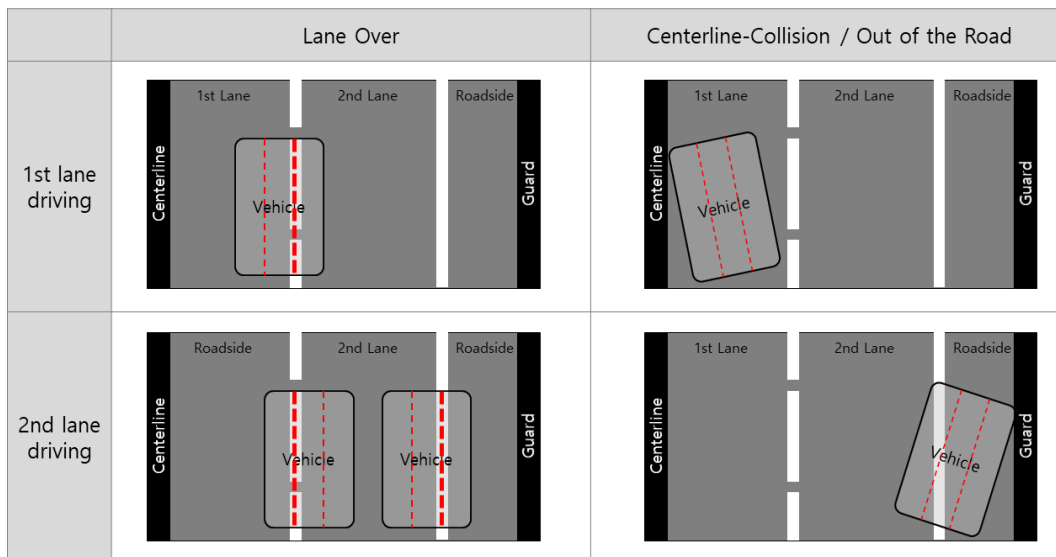 Lane Over
Centerline-Collision / Out of the Road
1st lane
driving
Centerline
1st Lane
2nd Lane
Roadside
Guard
Vehicle
Centerline
1st Lane
2nd Lane
Roadside
Guard
Vehicle
2nd lane
driving
Centerline
Roadside
2nd Lane
Roadside
Guard
Vehicle
Vehicle
Centerline
1st Lane
2nd Lane
Roadside
Guard
Vehicle